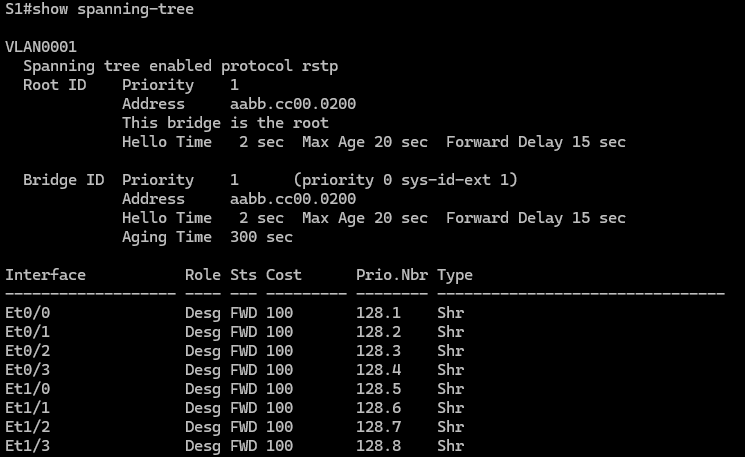 S1#show spanning-tree

VLAN0001
  Spanning tree enabled protocol rstp
  Root ID    Priority    1
             Address     aabb.cc00.0200
             This bridge is the root
             Hello Time   2 sec  Max Age 20 sec  Forward Delay 15 sec

  Bridge ID  Priority    1      (priority 0 sys-id-ext 1)
             Address     aabb.cc00.0200
             Hello Time   2 sec  Max Age 20 sec  Forward Delay 15 sec
             Aging Time  300 sec

Interface           Role Sts Cost      Prio.Nbr Type
------------------- ---- --- --------- -------- --------------------------------
Et0/0               Desg FWD 100       128.1    Shr
Et0/1               Desg FWD 100       128.2    Shr
Et0/2               Desg FWD 100       128.3    Shr
Et0/3               Desg FWD 100       128.4    Shr
Et1/0               Desg FWD 100       128.5    Shr
Et1/1               Desg FWD 100       128.6    Shr
Et1/2               Desg FWD 100       128.7    Shr
Et1/3               Desg FWD 100       128.8    Shr